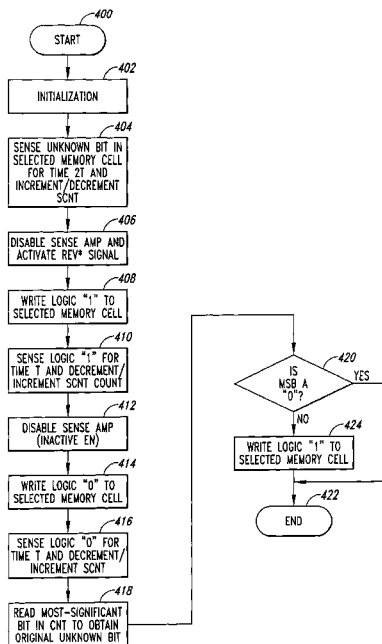 400
START
402
INITIALIZATION
404
SENSE UNKNOWN BIT IN
SELECTED MEMORY CELL
FOR TIME 2T AND
INCREMENT/DECREMENT
SCNT
406
DISABLE SENSE AMP AND
ACTIVATE REV* SIGNAL
408
WRITE LOGIC "1" TO
SELECTED MEMORY CELL
410
SENSE LOGIC "1" FOR
TIME T AND DECREMENT/
INCREMENT SCNT COUNT
412
DISABLE SENSE AMP
(INACTIVE EN)
414
WRITE LOGIC "0" TO
SELECTED MEMORY CELL
416
SENSE LOGIC "0" FOR
TIME T AND DECREMENT/
INCREMENT SCNT
418
READ MOST-SIGNIFICANT
BIT IN CNT TO OBTAIN
ORIGINAL UNKNOWN BIT
420
IS
MSB A
"0"?
YES
NO
424
WRITE LOGIC "1" TO
SELECTED MEMORY CELL
422
END